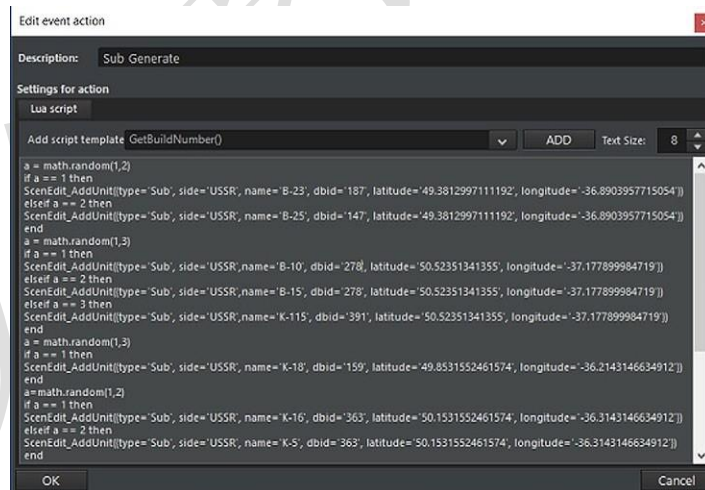 Edit event action
Description: Sub Generate
Settings for action
Lua script
Add script template GetBuildNumber() ADD Text Size: 8
a = math.random(1,2)
if a == 1 then
ScenEdit_AddUnit({type='Sub', side='USSR', name='B-23', dbid='187', latitude='49.3812997111192', longitude='-36.8903957715054'})
elseif a == 2 then
ScenEdit_AddUnit({type='Sub', side='USSR', name='B-25', dbid='147', latitude='49.3812997111192', longitude='-36.8903957715054'})
end
a = math.random(1,3)
if a == 1 then
ScenEdit_AddUnit({type='Sub', side='USSR',name='B-10', dbid='278', latitude='50.52351341355', longitude='-37.177899984719'})
elseif a == 2 then
ScenEdit_AddUnit({type='Sub', side='USSR',name='B-15', dbid='278', latitude='50.52351341355', longitude='-37.177899984719'})
elseif a == 3 then
ScenEdit_AddUnit({type='Sub', side='USSR',name='K-115', dbid='391', latitude='50.52351341355', longitude='-37.177899984719'})
end
a = math.random(1,3)
if a == 1 then
ScenEdit_AddUnit({type='Sub', side='USSR', name='K-18', dbid='159', latitude='49.8531552461574', longitude='-36.2143146634912'})
end
a=math.random(1,2)
if a == 1 then
ScenEdit_AddUnit({type='Sub', side='USSR', name='K-16', dbid='363', latitude='50.1531552461574', longitude='-36.3143146634912'})
elseif a == 2 then
ScenEdit_AddUnit({type='Sub', side='USSR', name='K-5', dbid='363', latitude='50.1531552461574', longitude='-36.3143146634912'})
end
OK Cancel